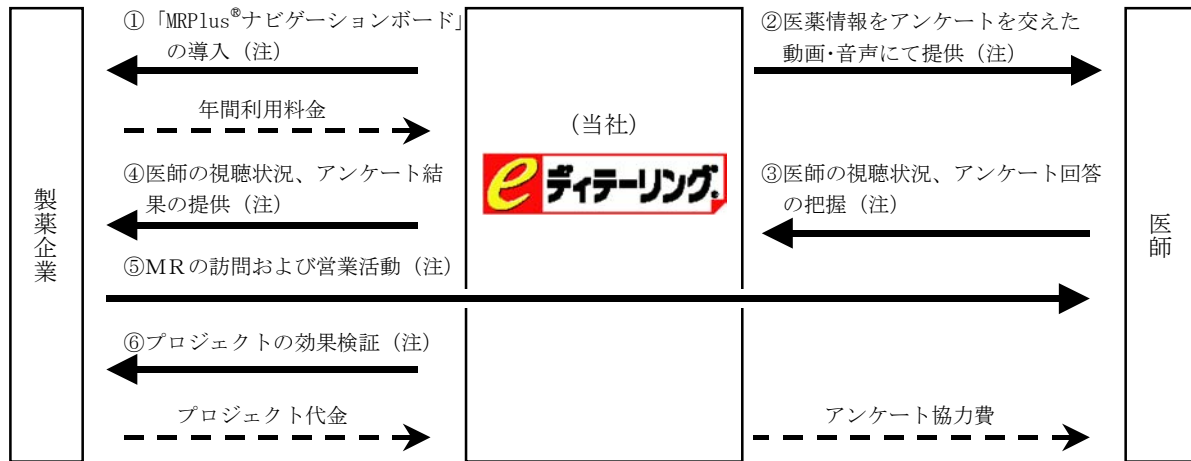 ①「MRPlus®ナビゲーションボード」
の導入（注）
年間利用料金
④医師の視聴状況、アンケート結
果の提供（注）
⑤ＭＲの訪問および営業活動（注）
⑥プロジェクトの効果検証（注）
プロジェクト代金
製薬企業
（当社）
eディテーリング®
②医薬情報をアンケートを交えた
動画・音声にて提供（注）
③医師の視聴状況、アンケート回答
の把握（注）
アンケート協力費
医師